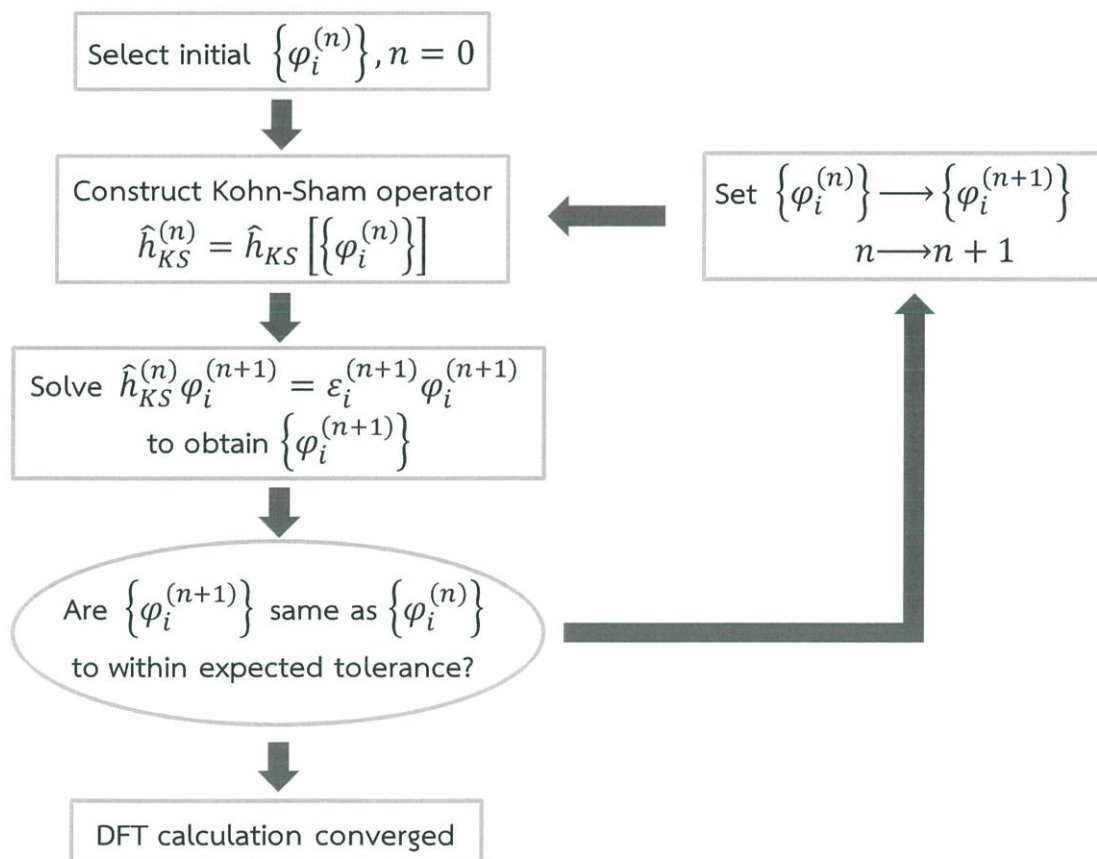 Select initial {φ_i^(n)}, n = 0
Construct Kohn-Sham operator
ĥ_KS^(n) = ĥ_KS [{φ_i^(n)}]
Set {φ_i^(n)} ⟶ {φ_i^(n+1)}
n⟶n + 1
Solve ĥ_KS^(n) φ_i^(n+1) = ε_i^(n+1) φ_i^(n+1)
to obtain {φ_i^(n+1)}
Are {φ_i^(n+1)} same as {φ_i^(n)}
to within expected tolerance?
DFT calculation converged